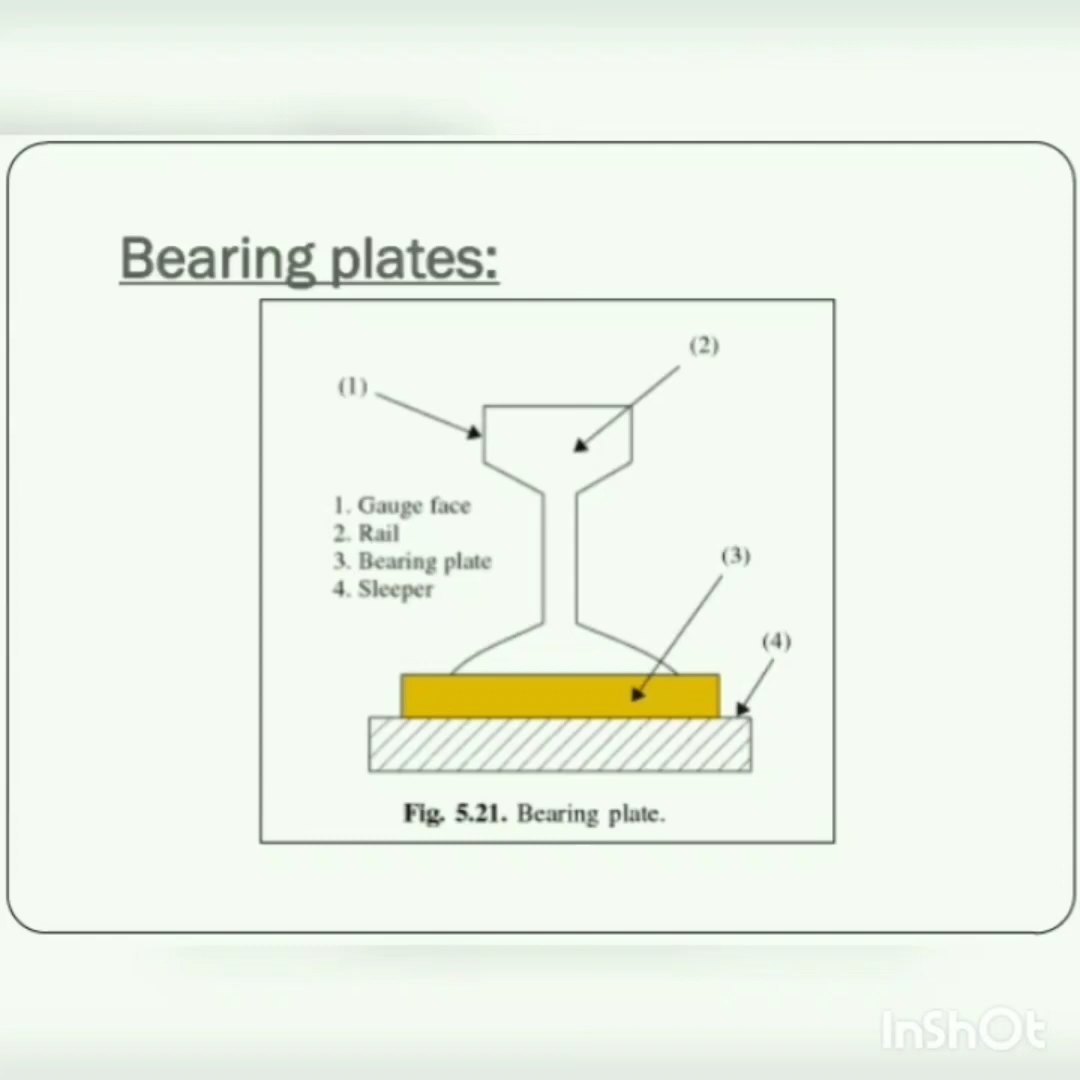 Bearing plates:
(2)
(1)
1. Gauge face
2. Rail
3. Bearing plate
4. Sleeper
(3)
(4)
Fig. 5.21. Bearing plate.
InShOt